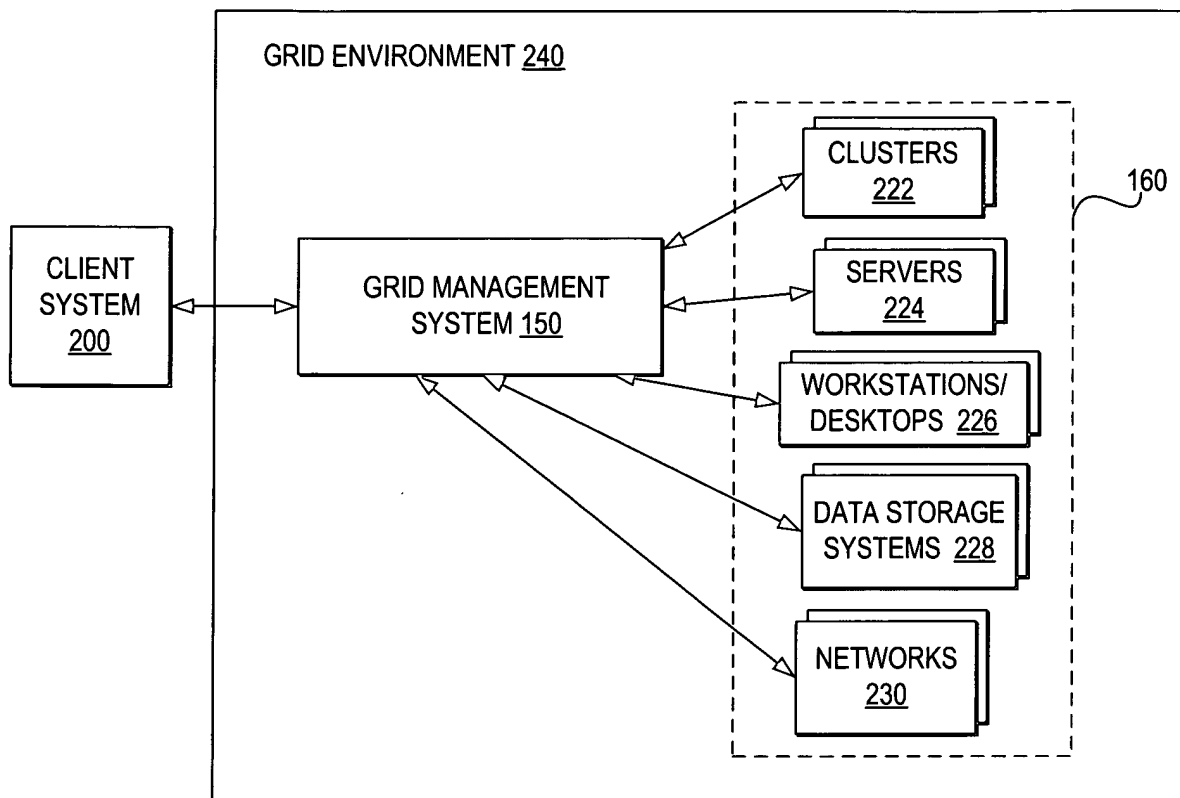 GRID ENVIRONMENT 240
CLUSTERS
222
160
SERVERS
224
CLIENT
SYSTEM
200
GRID MANAGEMENT
SYSTEM 150
WORKSTATIONS/
DESKTOPS 226
DATA STORAGE
SYSTEMS 228
NETWORKS
230